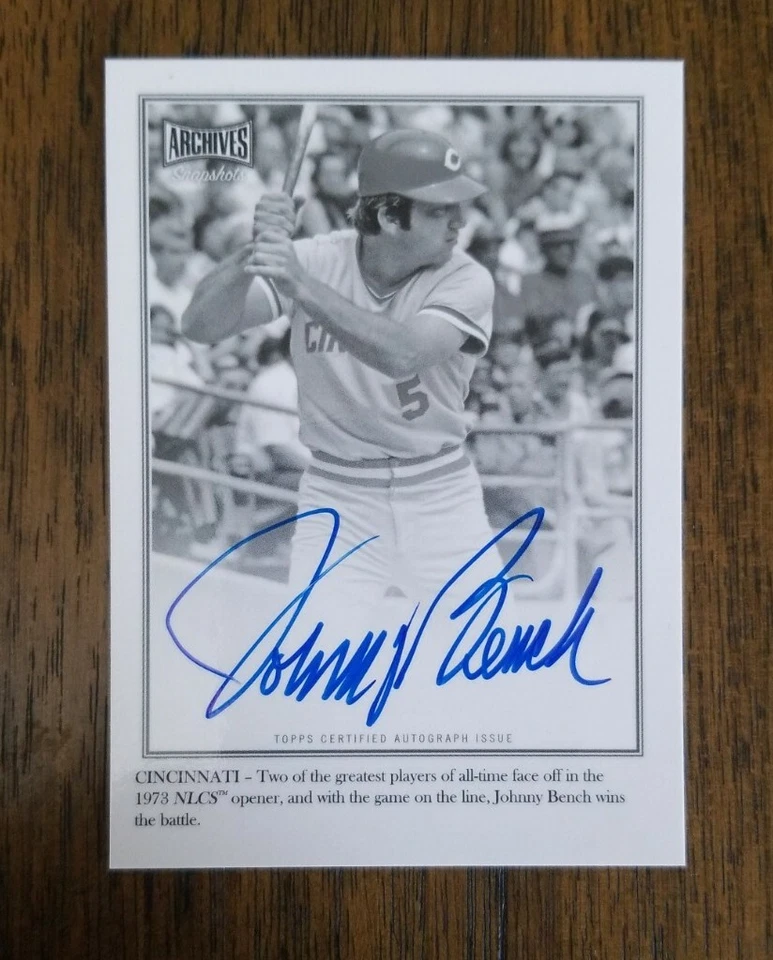 ARCHIVES
Snapshots
C
CIN
5
Johnny Bench
TOPPS CERTIFIED AUTOGRAPH ISSUE
CINCINNATI – Two of the greatest players of all-time face off in the
1973 NLCS™ opener, and with the game on the line, Johnny Bench wins
the battle.